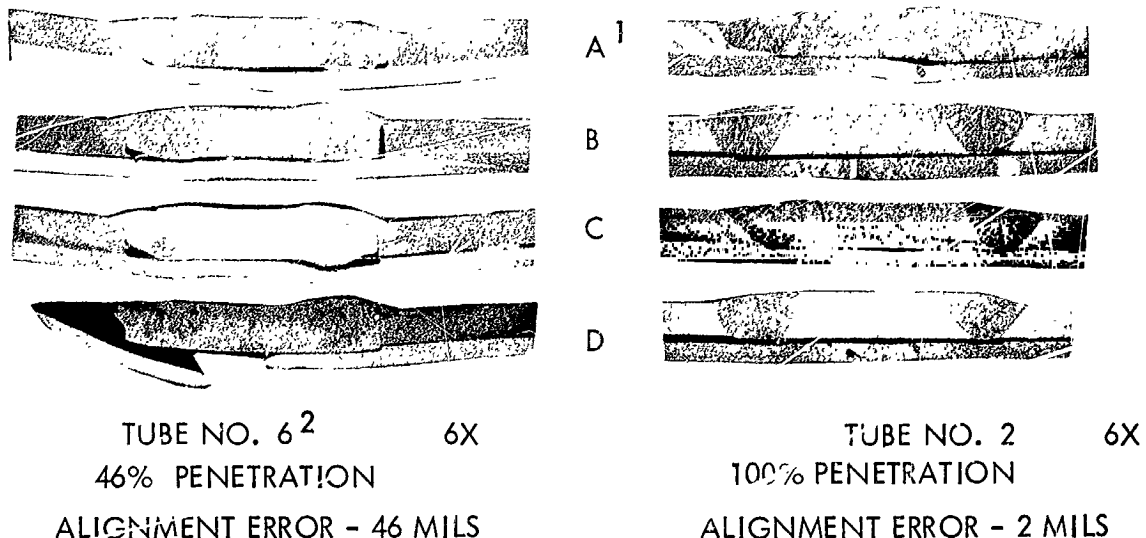 A 1
B
C
D
TUBE NO. 6 2 6X
46% PENETRATION
ALIGNMENT ERROR - 46 MILS
TUBE NO. 2 6X
100% PENETRATION
ALIGNMENT ERROR - 2 MILS